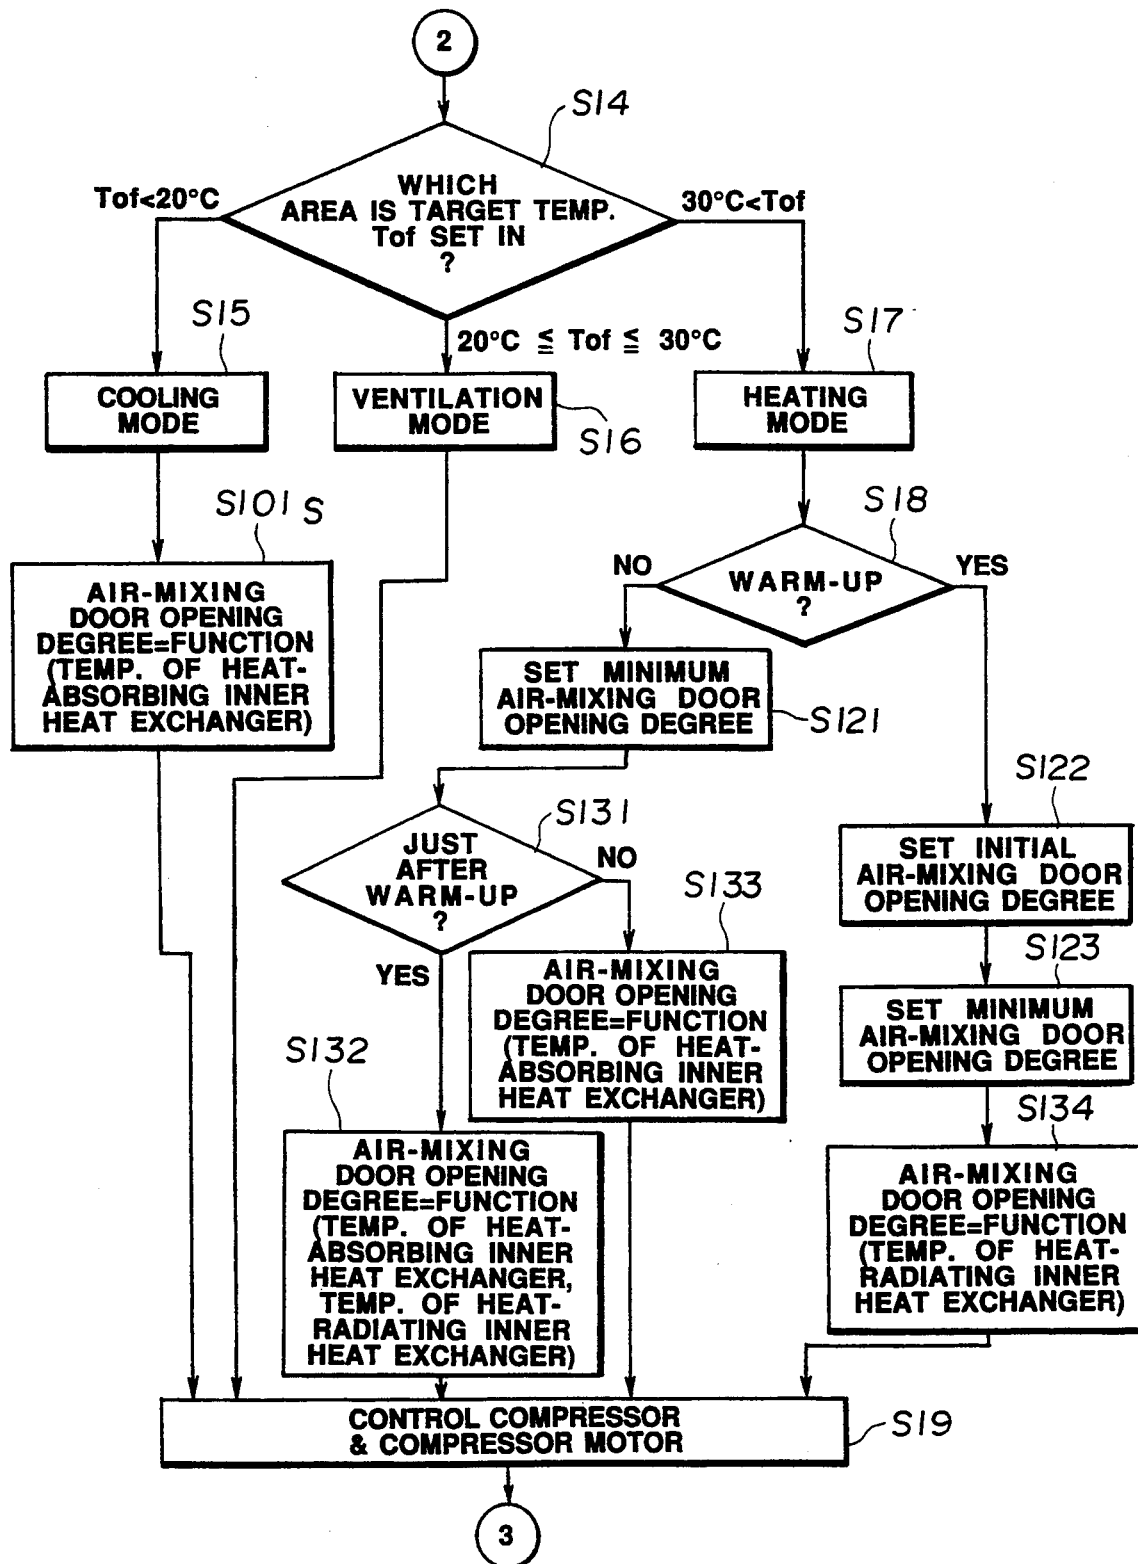 2
S14
WHICH
AREA IS TARGET TEMP.
Tof SET IN
?
Tof<20°C
30°C<Tof
20°C ≦ Tof ≦ 30°C
S15
COOLING
MODE
VENTILATION
MODE
S16
S17
HEATING
MODE
S101 S
AIR-MIXING
DOOR OPENING
DEGREE=FUNCTION
(TEMP. OF HEAT-
ABSORBING INNER
HEAT EXCHANGER)
S18
WARM-UP
?
NO
YES
SET MINIMUM
AIR-MIXING DOOR
OPENING DEGREE
S121
S122
SET INITIAL
AIR-MIXING DOOR
OPENING DEGREE
S131
JUST
AFTER
WARM-UP
?
NO
YES
S133
AIR-MIXING
DOOR OPENING
DEGREE=FUNCTION
(TEMP. OF HEAT-
ABSORBING INNER
HEAT EXCHANGER)
S123
SET MINIMUM
AIR-MIXING DOOR
OPENING DEGREE
S132
AIR-MIXING
DOOR OPENING
DEGREE=FUNCTION
(TEMP. OF HEAT-
ABSORBING INNER
HEAT EXCHANGER,
TEMP. OF HEAT-
RADIATING INNER
HEAT EXCHANGER)
S134
AIR-MIXING
DOOR OPENING
DEGREE=FUNCTION
(TEMP. OF HEAT-
RADIATING INNER
HEAT EXCHANGER)
CONTROL COMPRESSOR
& COMPRESSOR MOTOR
S19
3